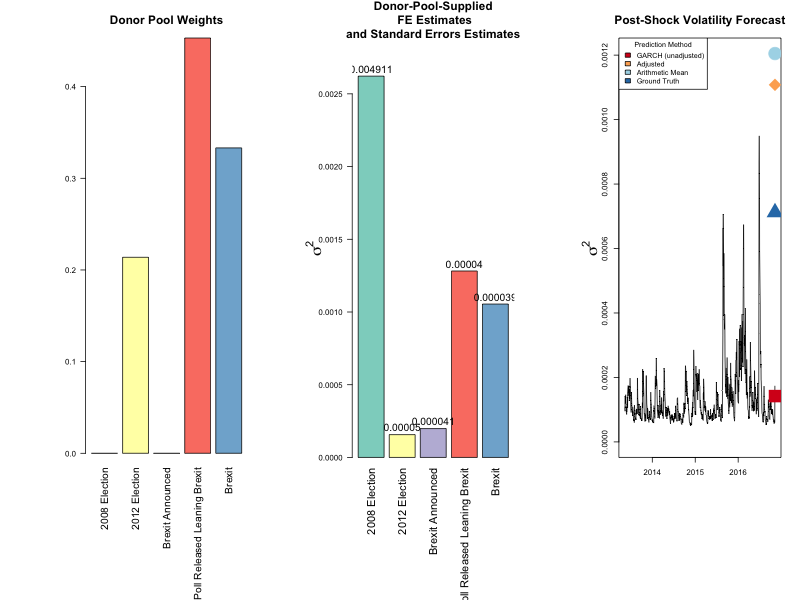 Donor Pool Weights
0.4
0.3
0.2
0.1
0.0
2008 Election
2012 Election
Brexit Announced
Poll Released Leaning Brexit
Brexit
Donor-Pool-Supplied
FE Estimates
and Standard Errors Estimates
σ2
0.0025
0.0020
0.0015
0.0010
0.0005
0.0000
0.004911
0.00005
0.000041
0.00004
0.000039
2008 Election
2012 Election
Brexit Announced
oll Released Leaning Brexit
Brexit
Post-Shock Volatility Forecast
σ2
0.0012
0.0010
0.0008
0.0006
0.0004
0.0002
0.0000
Prediction Method
GARCH (unadjusted)
Adjusted
Arithmetic Mean
Ground Truth
2014
2015
2016